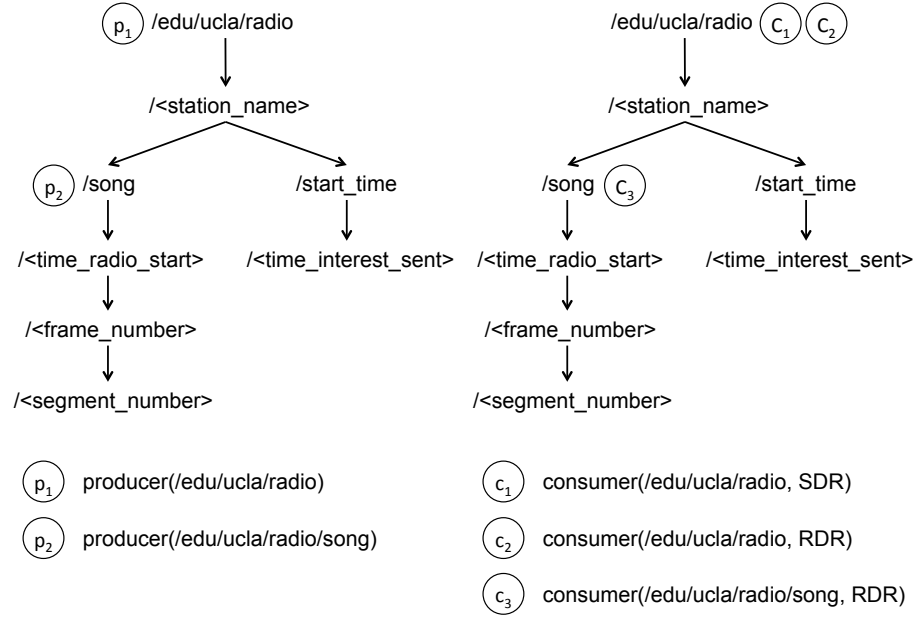 p1 /edu/ucla/radio
/<station_name>
p2 /song /start_time
/<time_radio_start> /<time_interest_sent>
/<frame_number>
/<segment_number>
p1 producer(/edu/ucla/radio)
p2 producer(/edu/ucla/radio/song)
/edu/ucla/radio C1 C2
/<station_name>
/song C3 /start_time
/<time_radio_start> /<time_interest_sent>
/<frame_number>
/<segment_number>
c1 consumer(/edu/ucla/radio, SDR)
c2 consumer(/edu/ucla/radio, RDR)
c3 consumer(/edu/ucla/radio/song, RDR)